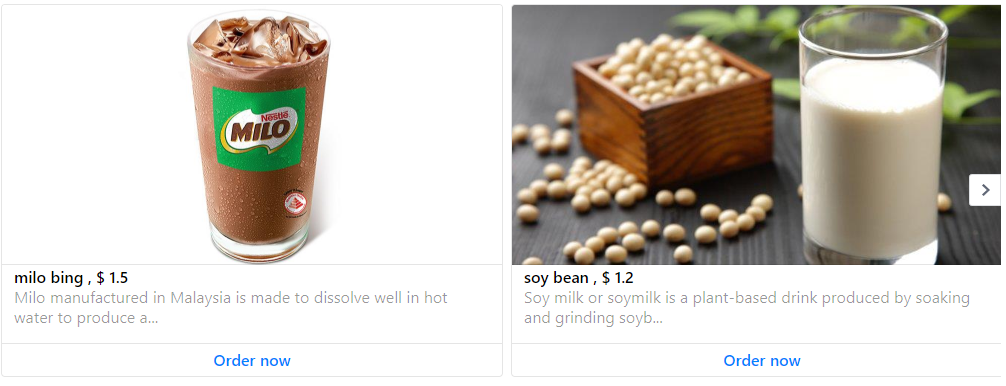 Nestlé
MILO
milo bing , $ 1.5
Milo manufactured in Malaysia is made to dissolve well in hot
water to produce a...
Order now
soy bean , $ 1.2
Soy milk or soymilk is a plant-based drink produced by soaking
and grinding soyb...
Order now